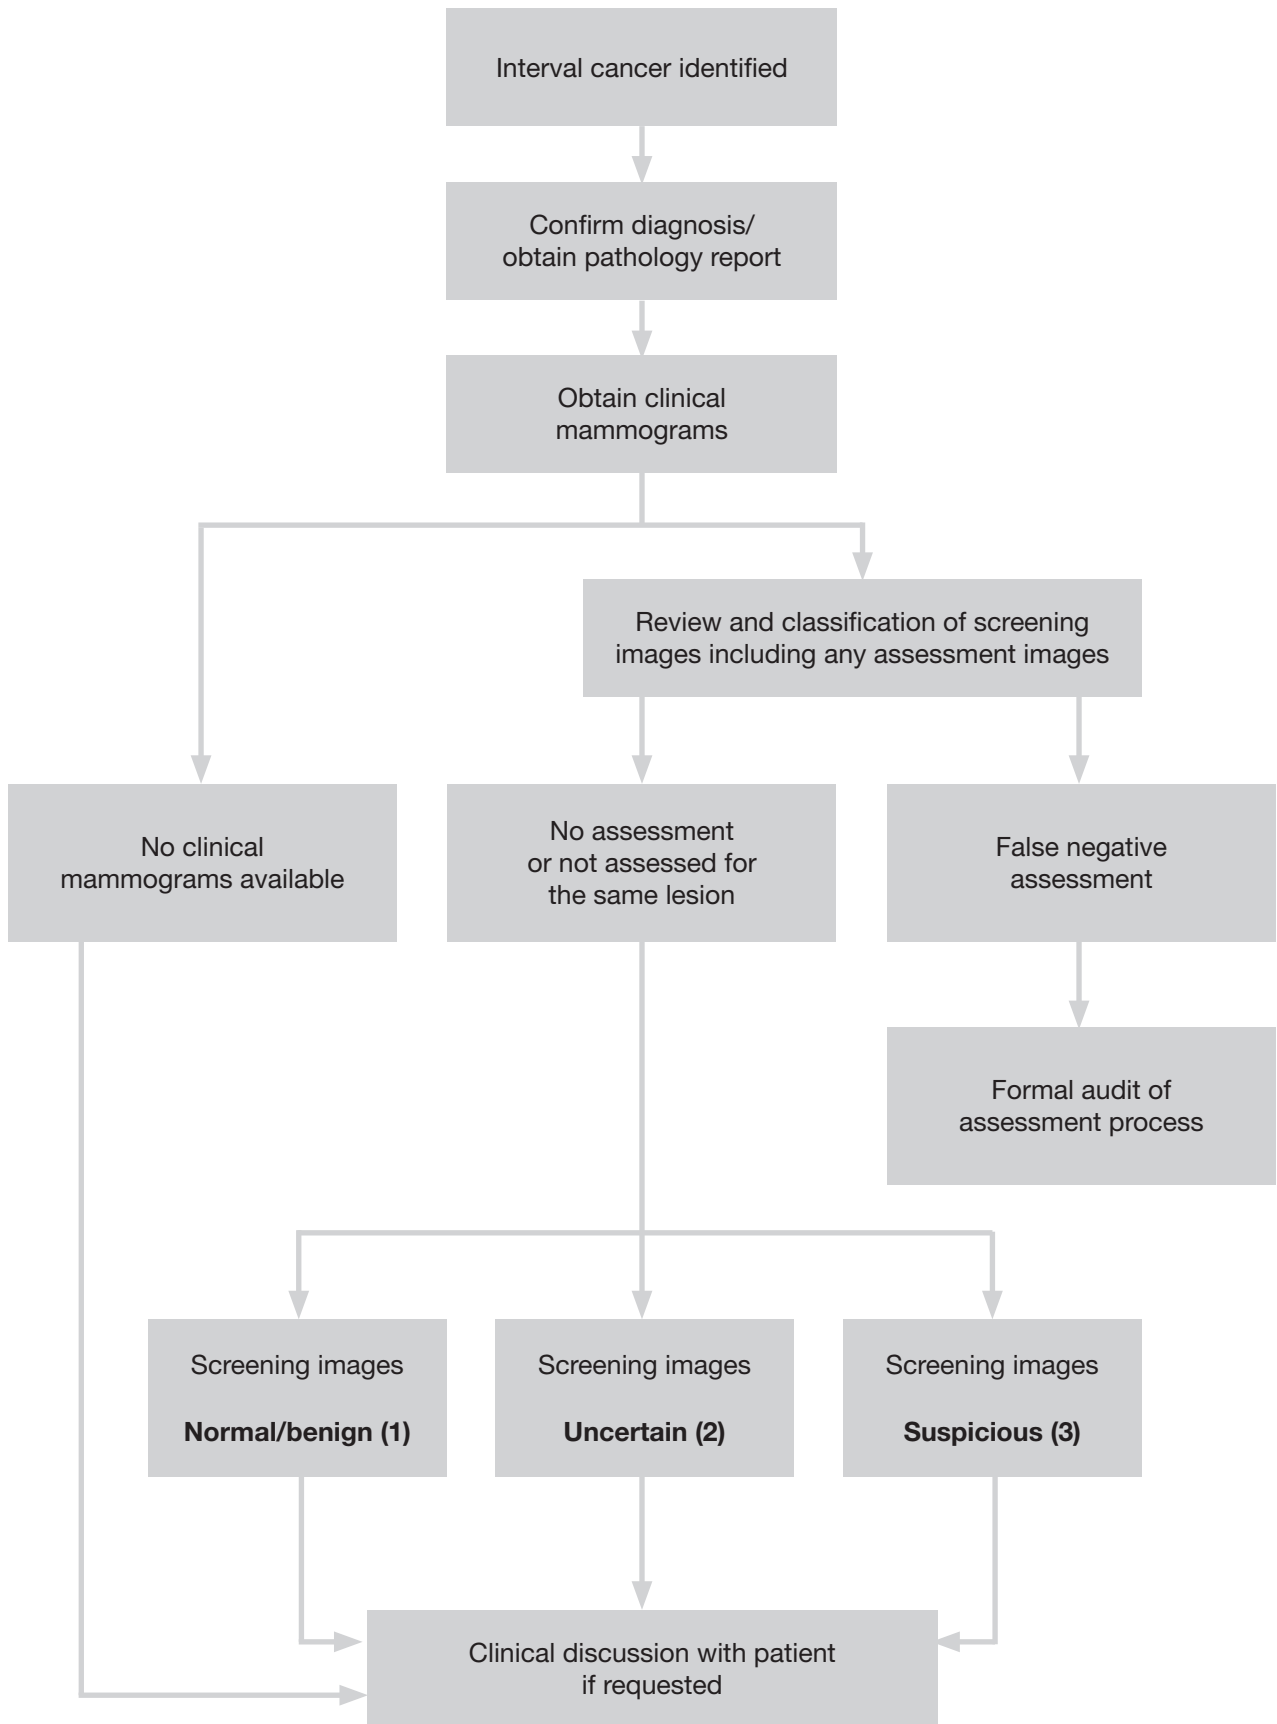 Interval cancer identified
Confirm diagnosis/
obtain pathology report
Obtain clinical
mammograms
Review and classification of screening
images including any assessment images
No clinical
mammograms available
No assessment
or not assessed for
the same lesion
False negative
assessment
Formal audit of
assessment process
Screening images
Normal/benign (1)
Screening images
Uncertain (2)
Screening images
Suspicious (3)
Clinical discussion with patient
if requested